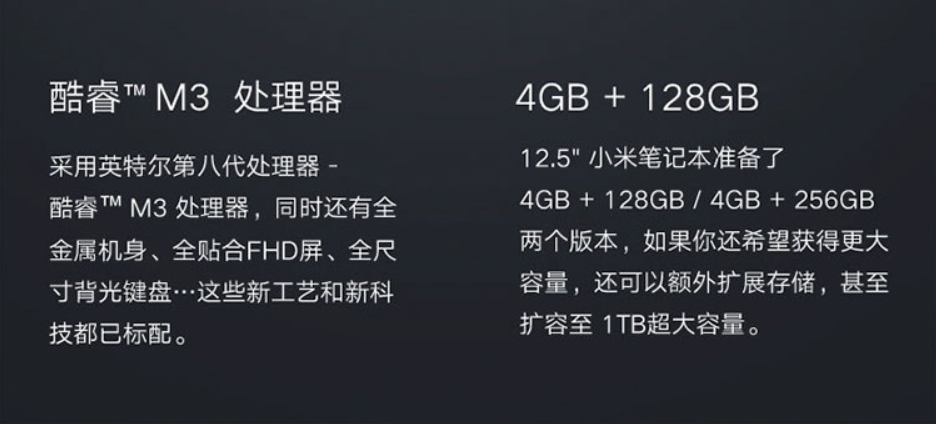 酷睿™ M3 处理器
采用英特尔第八代处理器 -
酷睿™ M3 处理器，同时还有全
金属机身、全贴合FHD屏、全尺
寸背光键盘…这些新工艺和新科
技都已标配。
4GB + 128GB
12.5" 小米笔记本准备了
4GB + 128GB / 4GB + 256GB
两个版本，如果你还希望获得更大
容量，还可以额外扩展存储，甚至
扩容至 1TB超大容量。